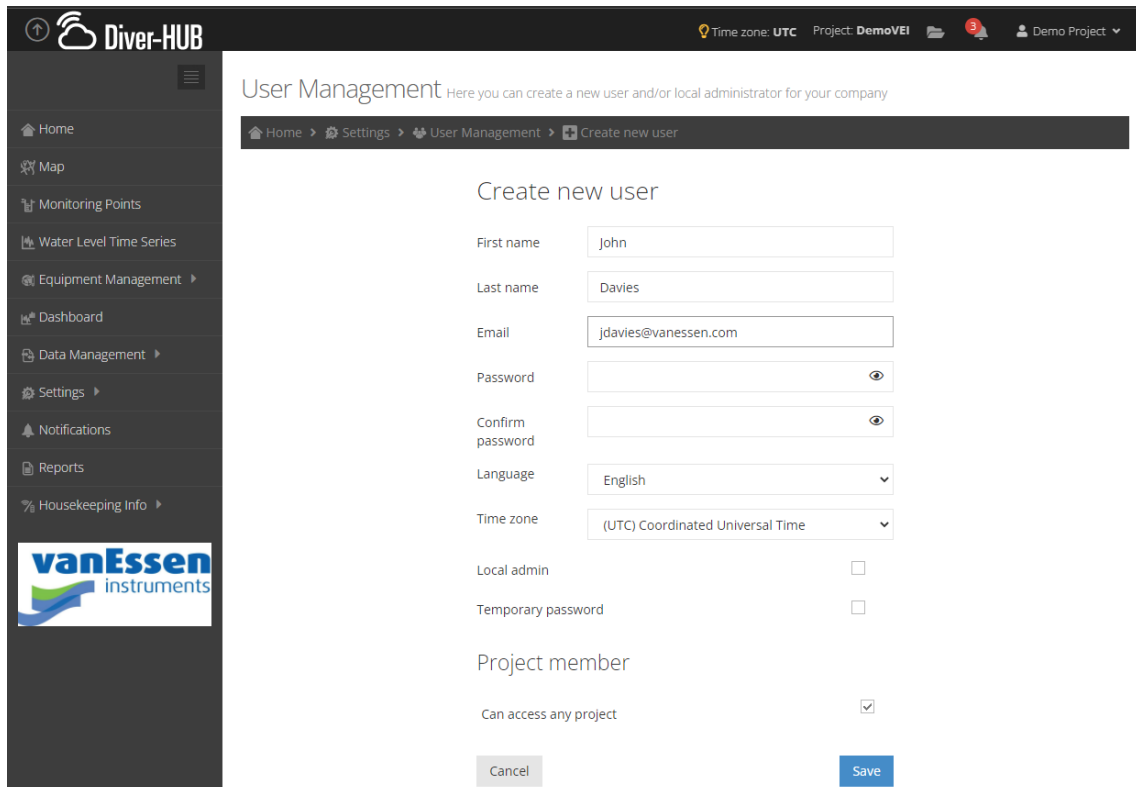 Diver-HUB
Time zone: UTC Project: DemoVEI 3 Demo Project
User Management Here you can create a new user and/or local administrator for your company
Home > Settings > User Management > Create new user
Home
Map
Monitoring Points
Water Level Time Series
Equipment Management
Dashboard
Data Management
Settings
Notifications
Reports
Housekeeping Info
vanEssen
instruments
Create new user
First name John
Last name Davies
Email jdavies@vanessen.com
Password
Confirm
password
Language English
Time zone (UTC) Coordinated Universal Time
Local admin
Temporary password
Project member
Can access any project
Cancel Save